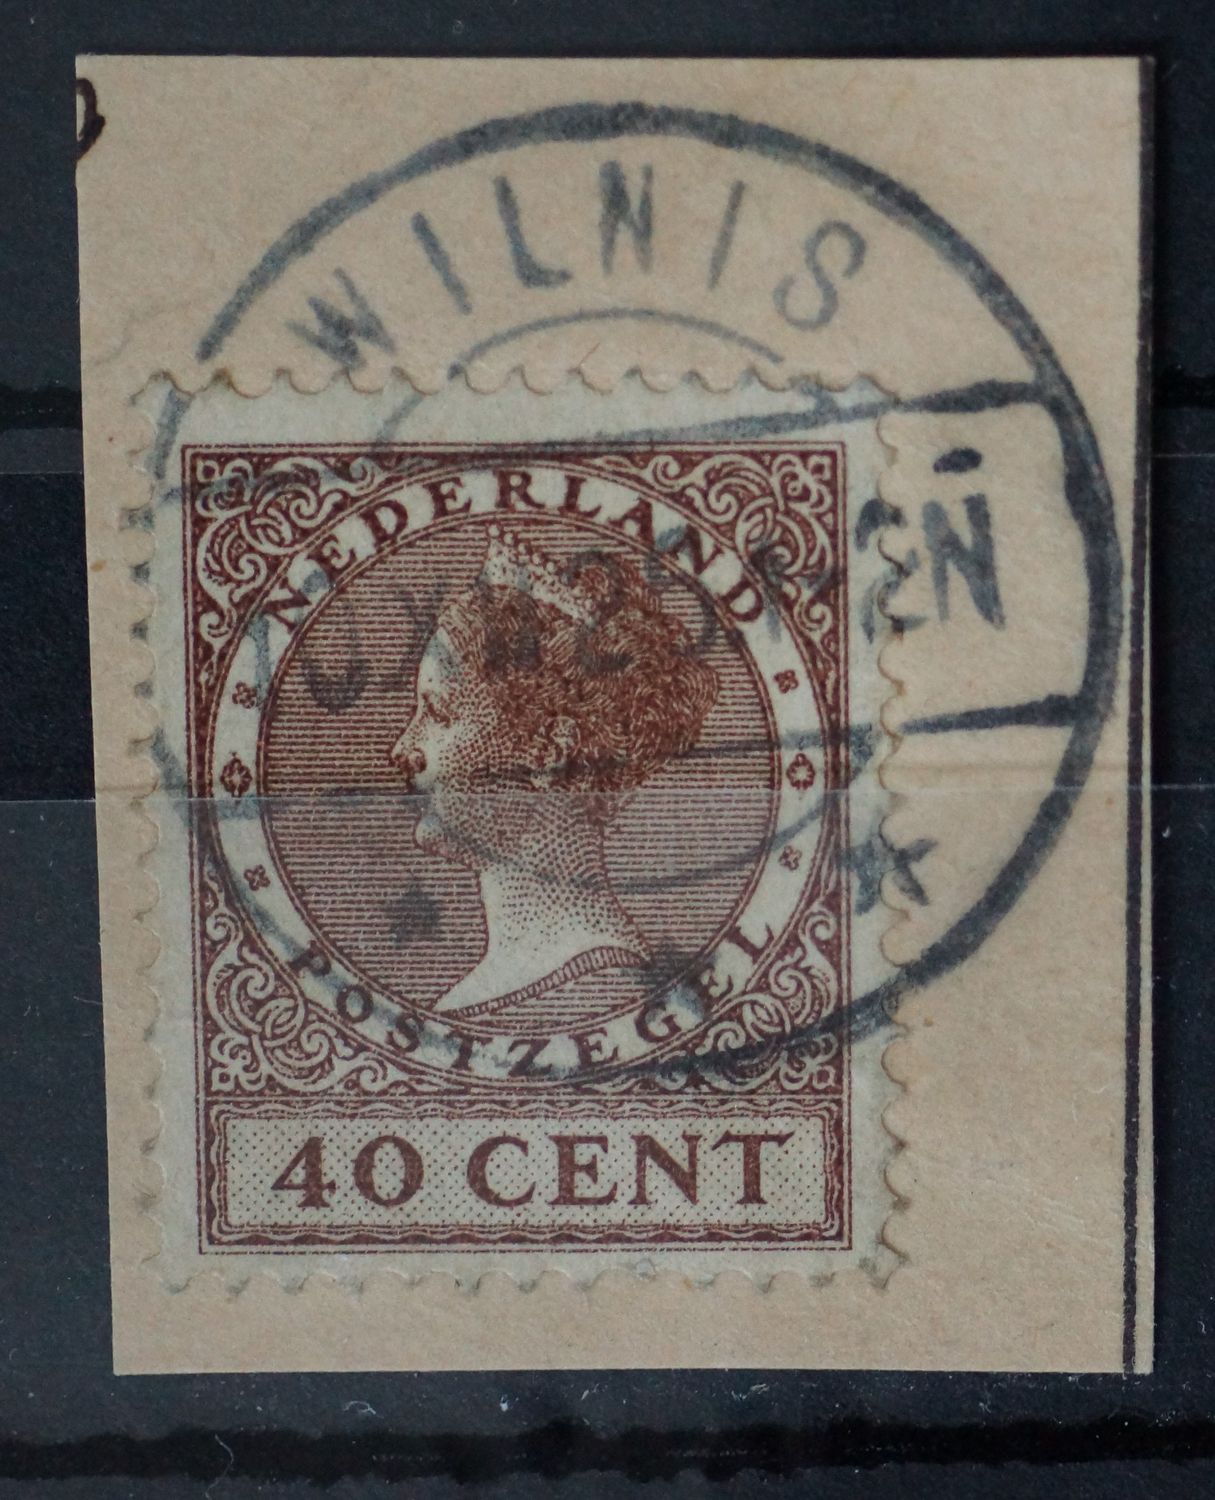 WILNIS
NEDERLAND
POSTZEGEL
40 CENT